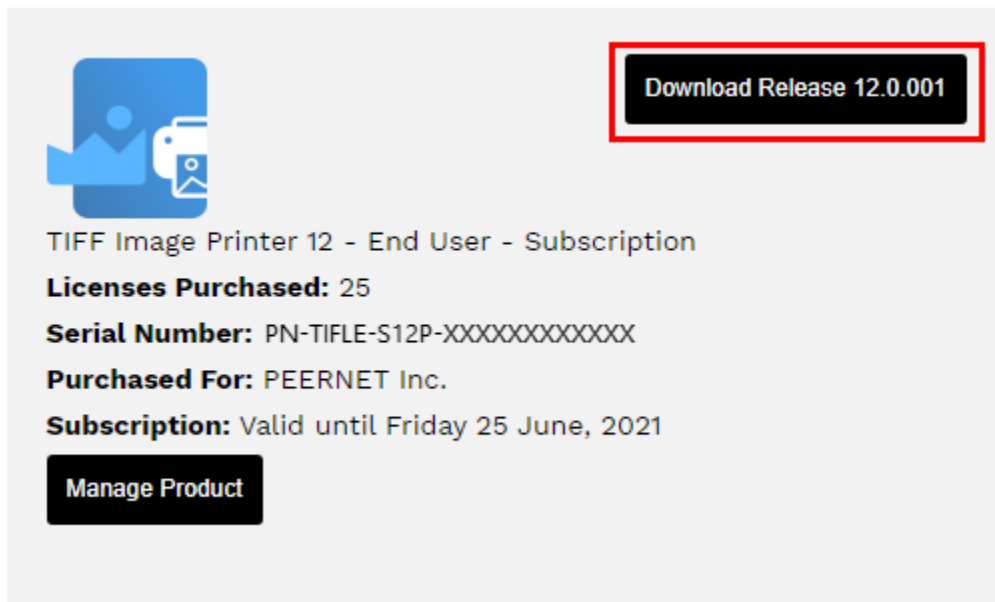 Download Release 12.0.001
TIFF Image Printer 12 - End User - Subscription
Licenses Purchased: 25
Serial Number: PN-TIFLE-S12P-XXXXXXXXXXXX
Purchased For: PEERNET Inc.
Subscription: Valid until Friday 25 June, 2021
Manage Product